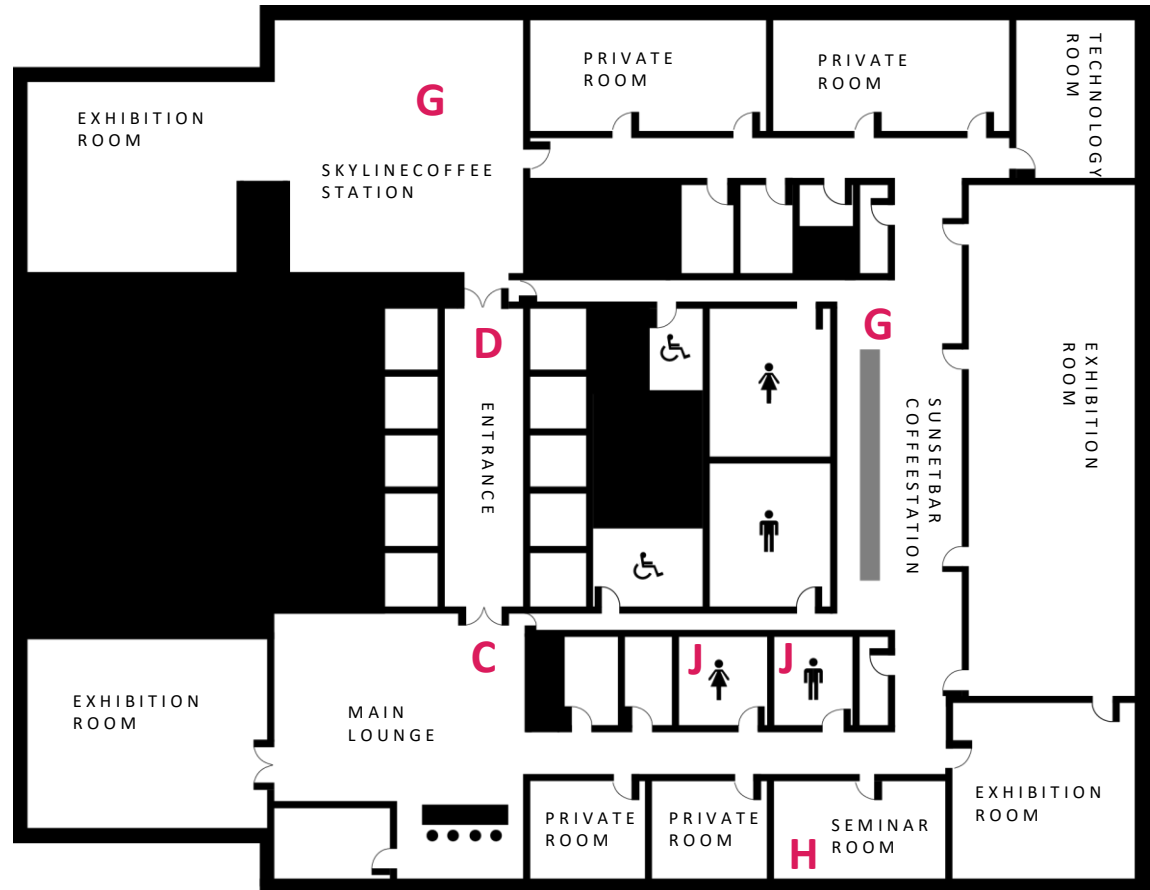 PRIVATE
ROOM
PRIVATE
ROOM
TECHNOLOGY
ROOM
G
EXHIBITION
ROOM
SKYLINECOFFEE
STATION
D
G
ENTRANCE
SUNSETBAR
COFFEESTATION
EXHIBITION
ROOM
C
J
J
EXHIBITION
ROOM
MAIN
LOUNGE
PRIVATE
ROOM
PRIVATE
ROOM
H
SEMINAR
ROOM
EXHIBITION
ROOM